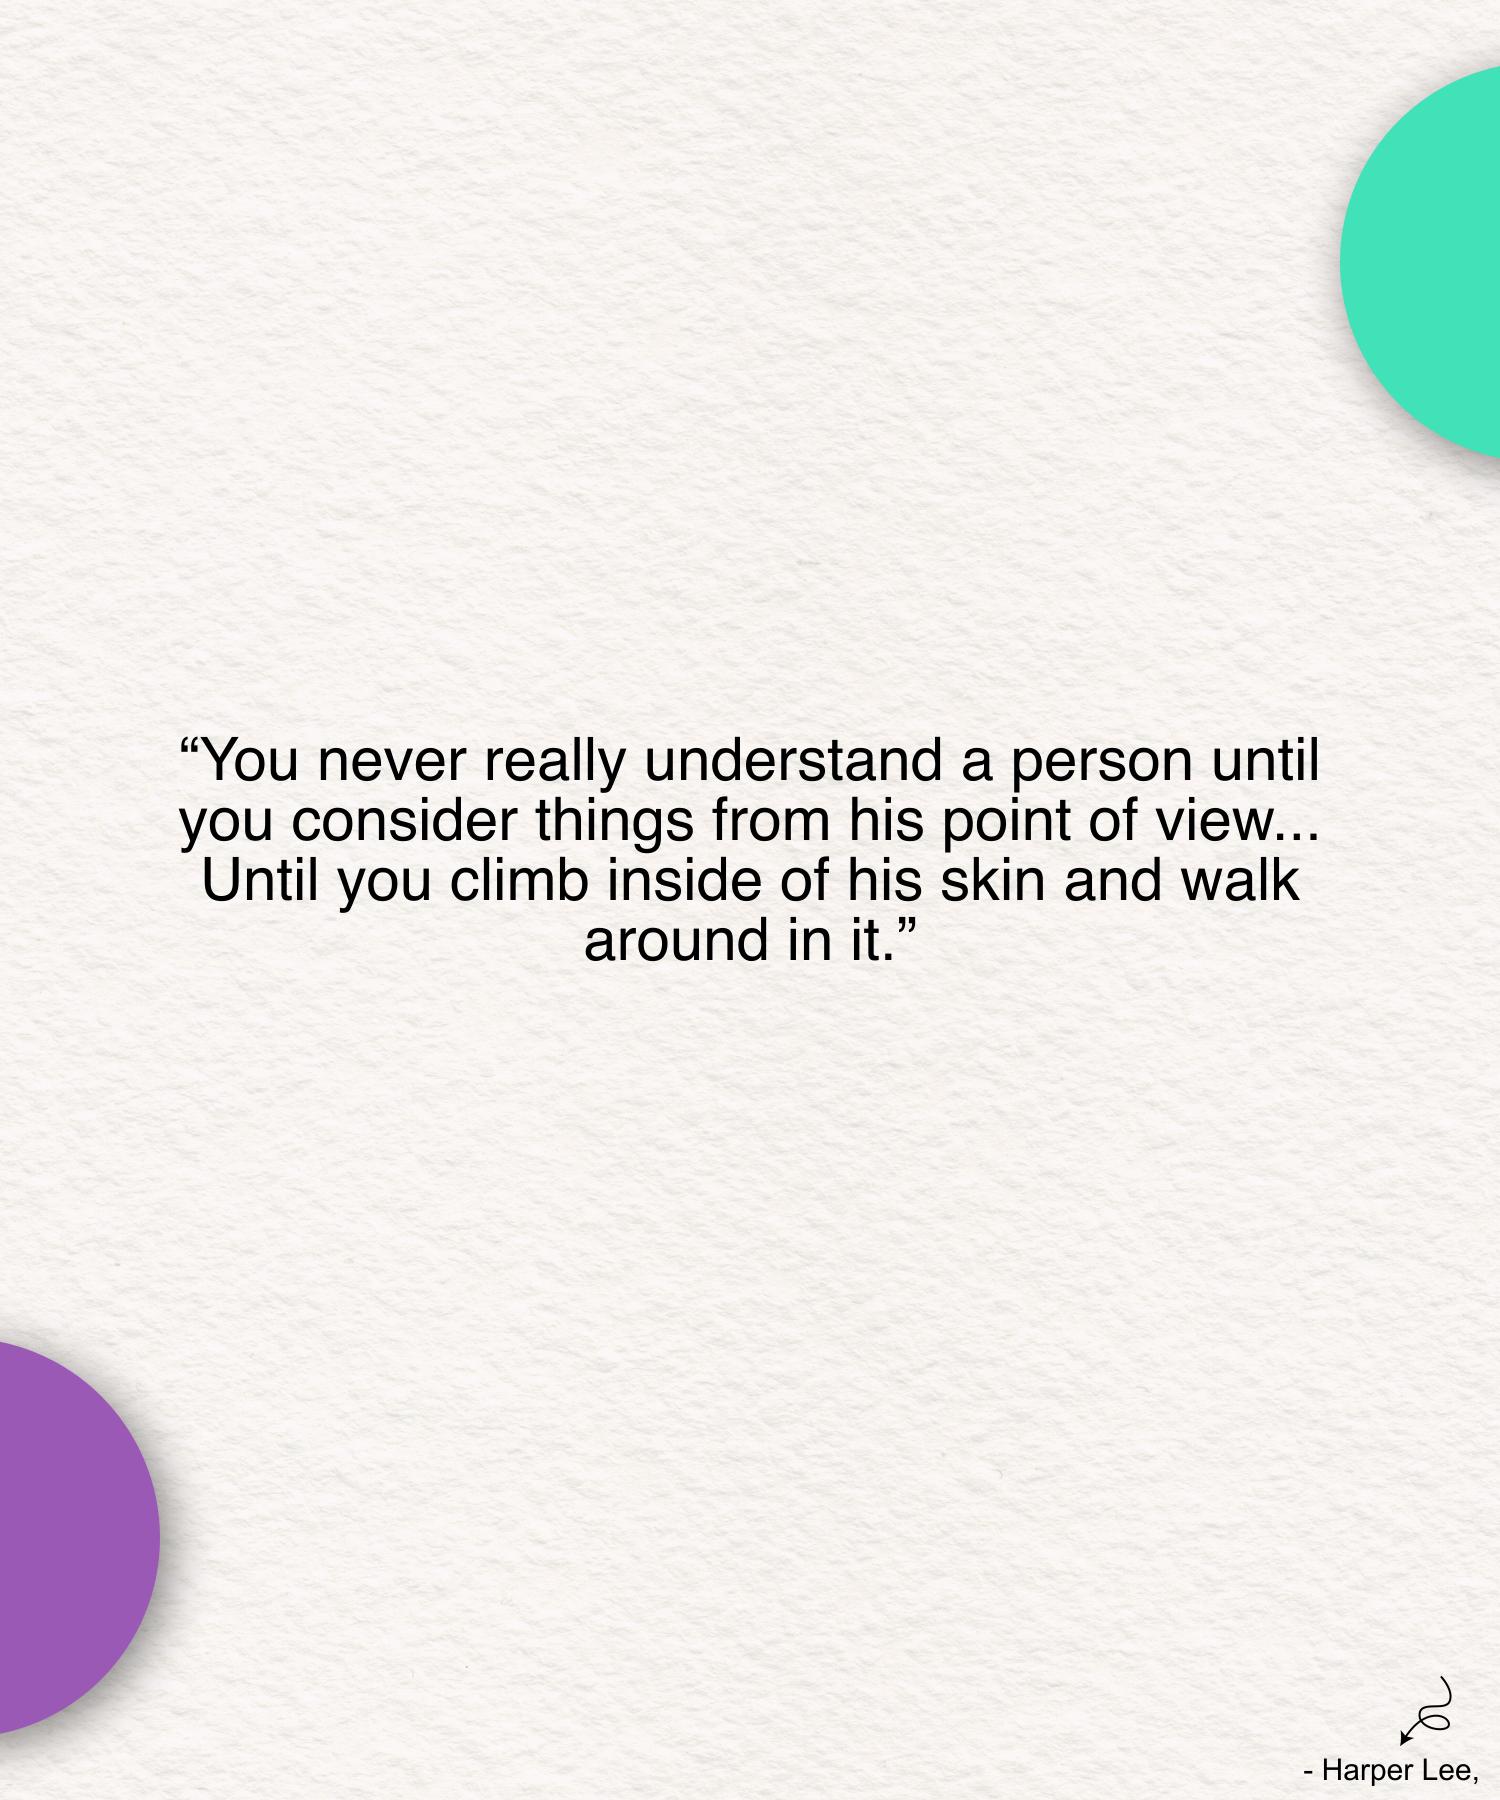 “You never really understand a person until
you consider things from his point of view...
Until you climb inside of his skin and walk
around in it.”
- Harper Lee,